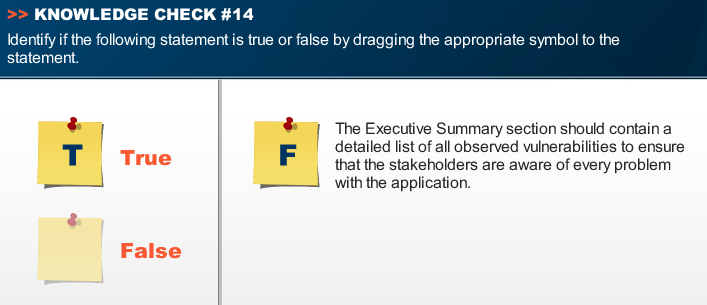 >> KNOWLEDGE CHECK #14
Identify if the following statement is true or false by dragging the appropriate symbol to the
statement.
T
True
False
F
The Executive Summary section should contain a
detailed list of all observed vulnerabilities to ensure
that the stakeholders are aware of every problem
with the application.